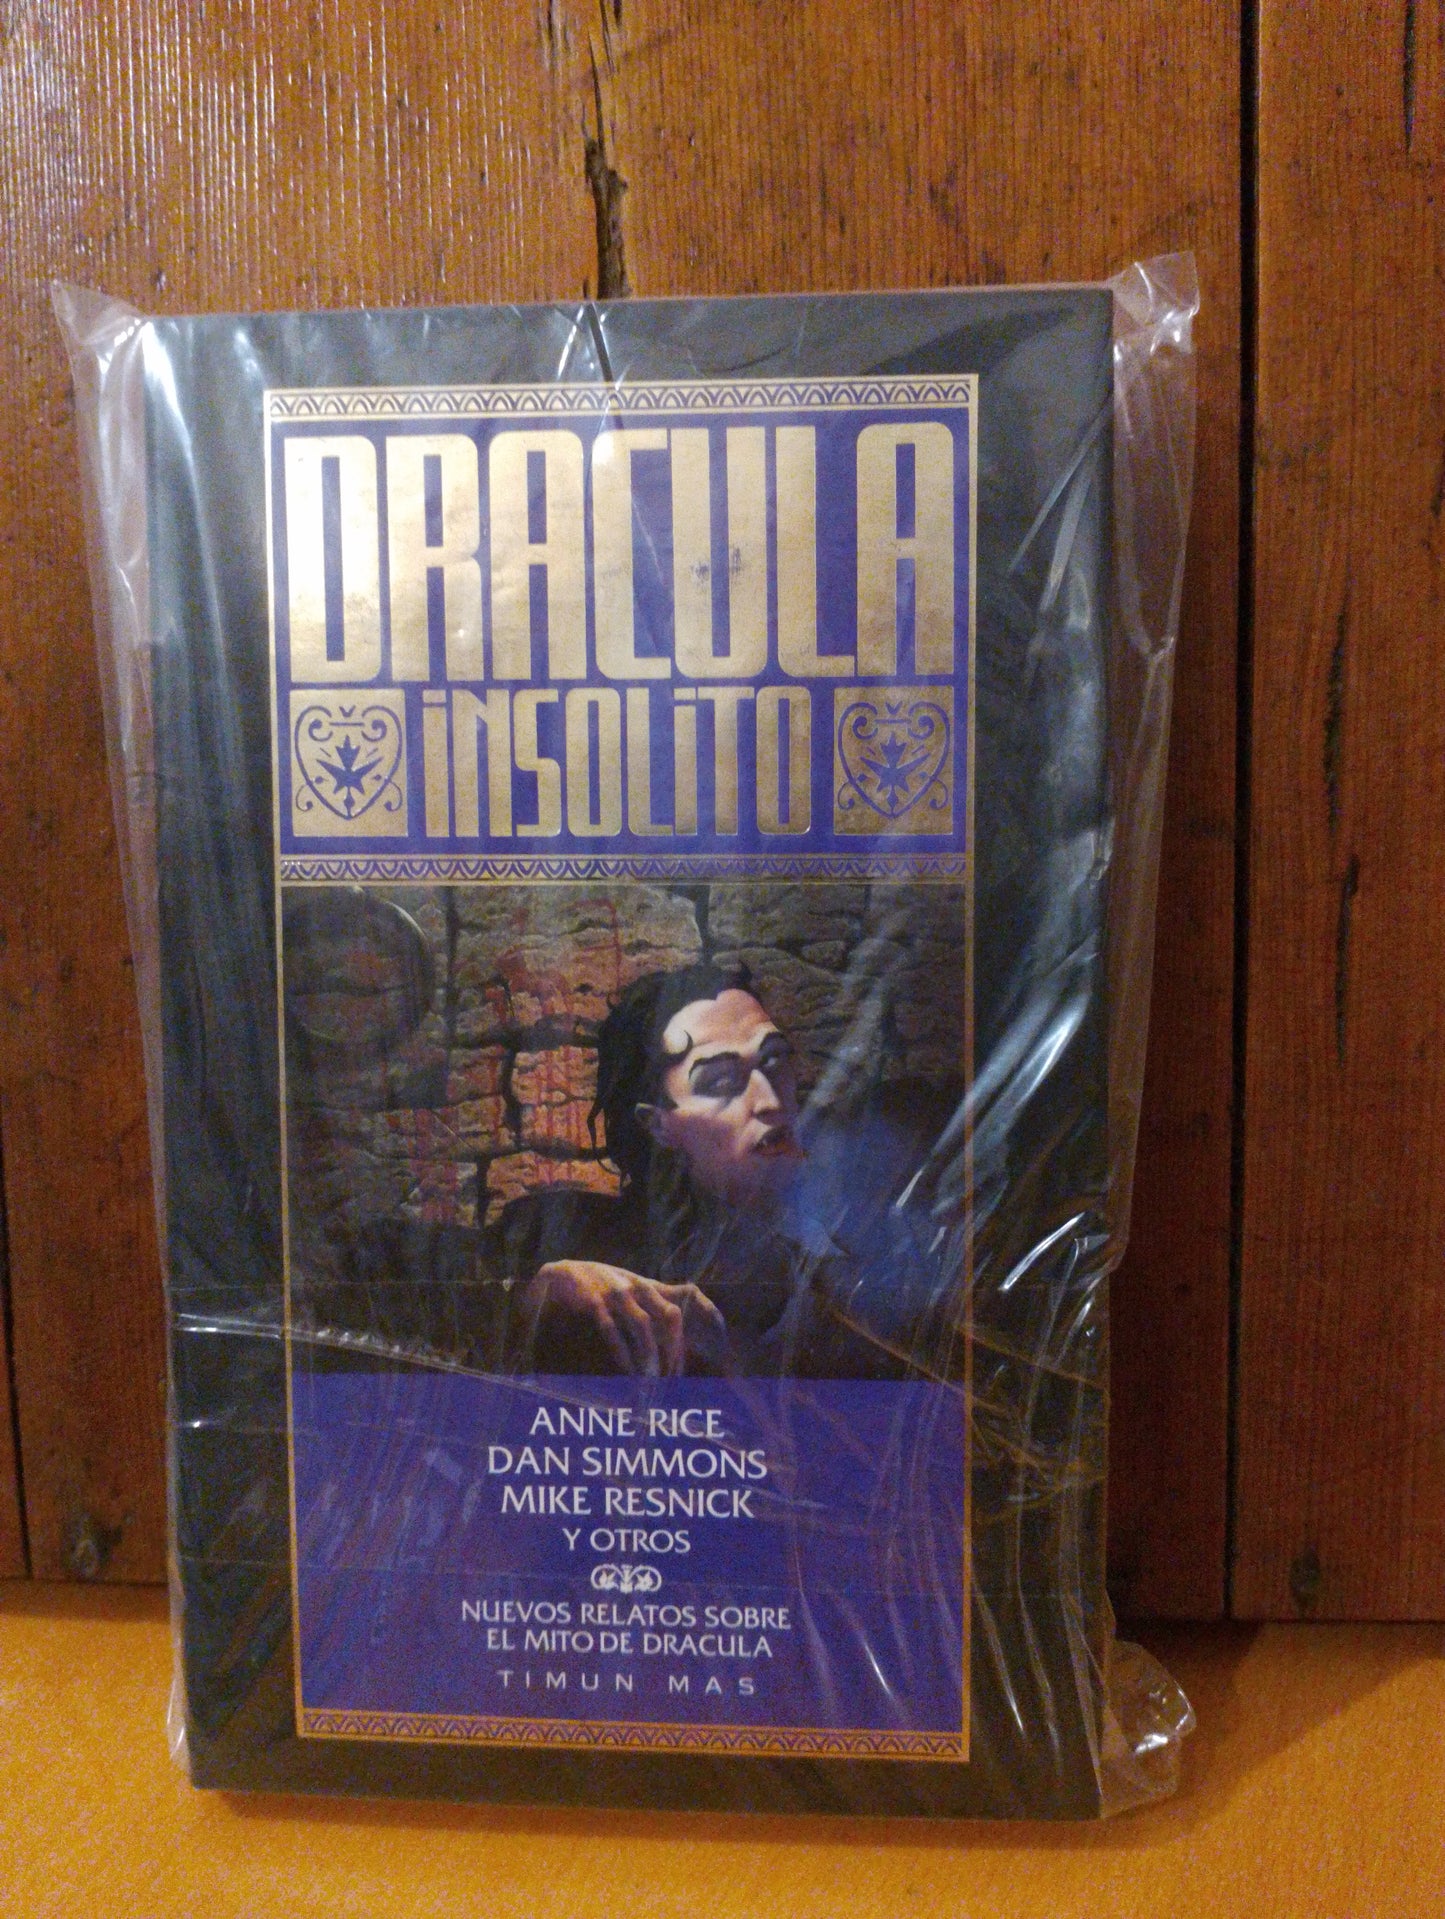 DRACULA
iNSOLiTO
ANNE RICE
DAN SIMMONS
MIKE RESNICK
Y OTROS
NUEVOS RELATOS SOBRE
EL MITO DE DRACULA
TIMUN MAS